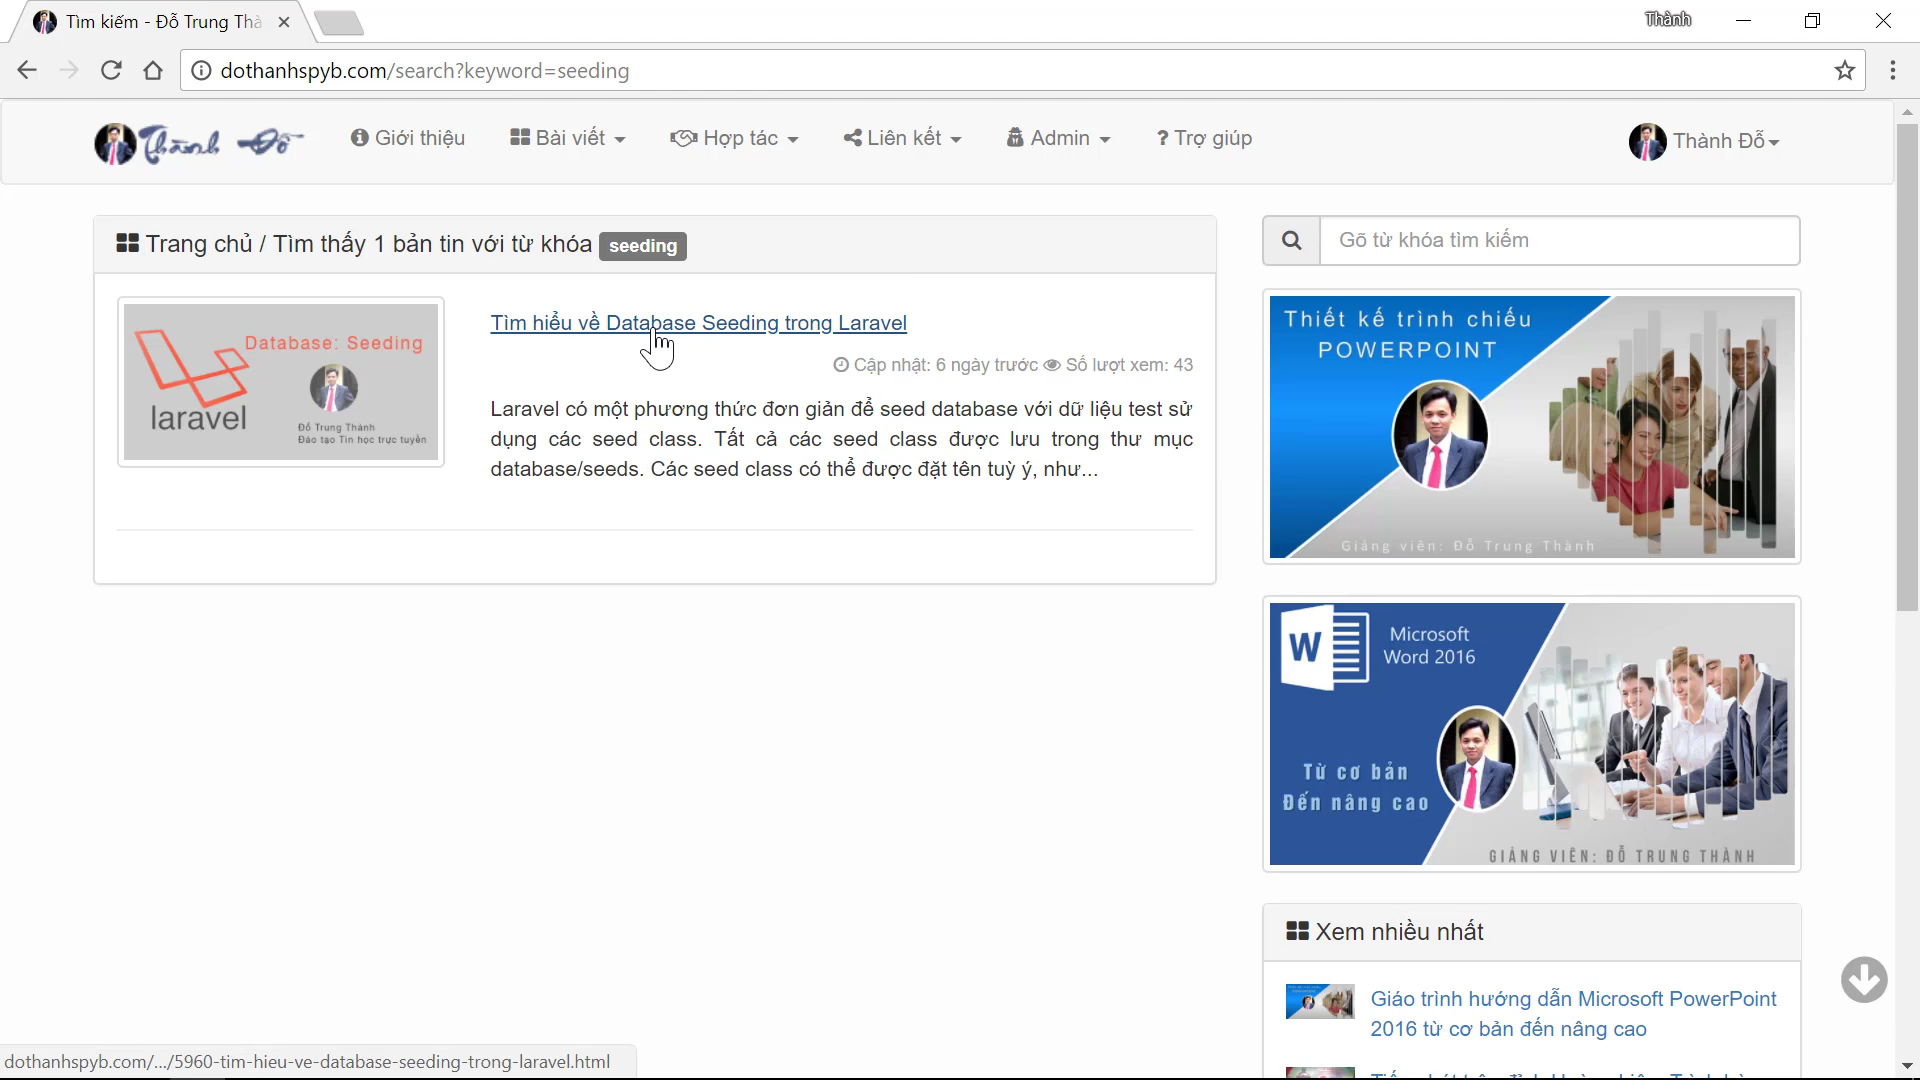 Tìm kiếm - Đỗ Trung Thà
Thành
dothanhspyb.com/search?keyword=seeding
Thành Đỗ
Giới thiệu
Bài viết
Hợp tác
Liên kết
Admin
? Trợ giúp
Thành Đỗ
Trang chủ / Tìm thấy 1 bản tin với từ khóa seeding
Gõ từ khóa tìm kiếm
Database: Seeding
laravel
Đỗ Trung Thành
Đào tạo Tin học trực tuyến
Tìm hiểu về Database Seeding trong Laravel
Cập nhật: 6 ngày trước Số lượt xem: 43
Laravel có một phương thức đơn giản để seed database với dữ liệu test sử
dụng các seed class. Tất cả các seed class được lưu trong thư mục
database/seeds. Các seed class có thể được đặt tên tuỳ ý, như...
Thiết kế trình chiếu
POWERPOINT
Giảng viên: Đỗ Trung Thành
W
Microsoft
Word 2016
Từ cơ bản
Đến nâng cao
GIẢNG VIÊN: ĐỖ TRUNG THÀNH
Xem nhiều nhất
Giáo trình hướng dẫn Microsoft PowerPoint
2016 từ cơ bản đến nâng cao
dothanhspyb.com/.../5960-tim-hieu-ve-database-seeding-trong-laravel.html